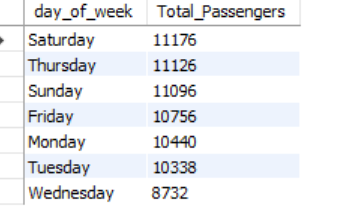 day_of_week Total_Passengers
Saturday 11176
Thursday 11126
Sunday 11096
Friday 10756
Monday 10440
Tuesday 10338
Wednesday 8732